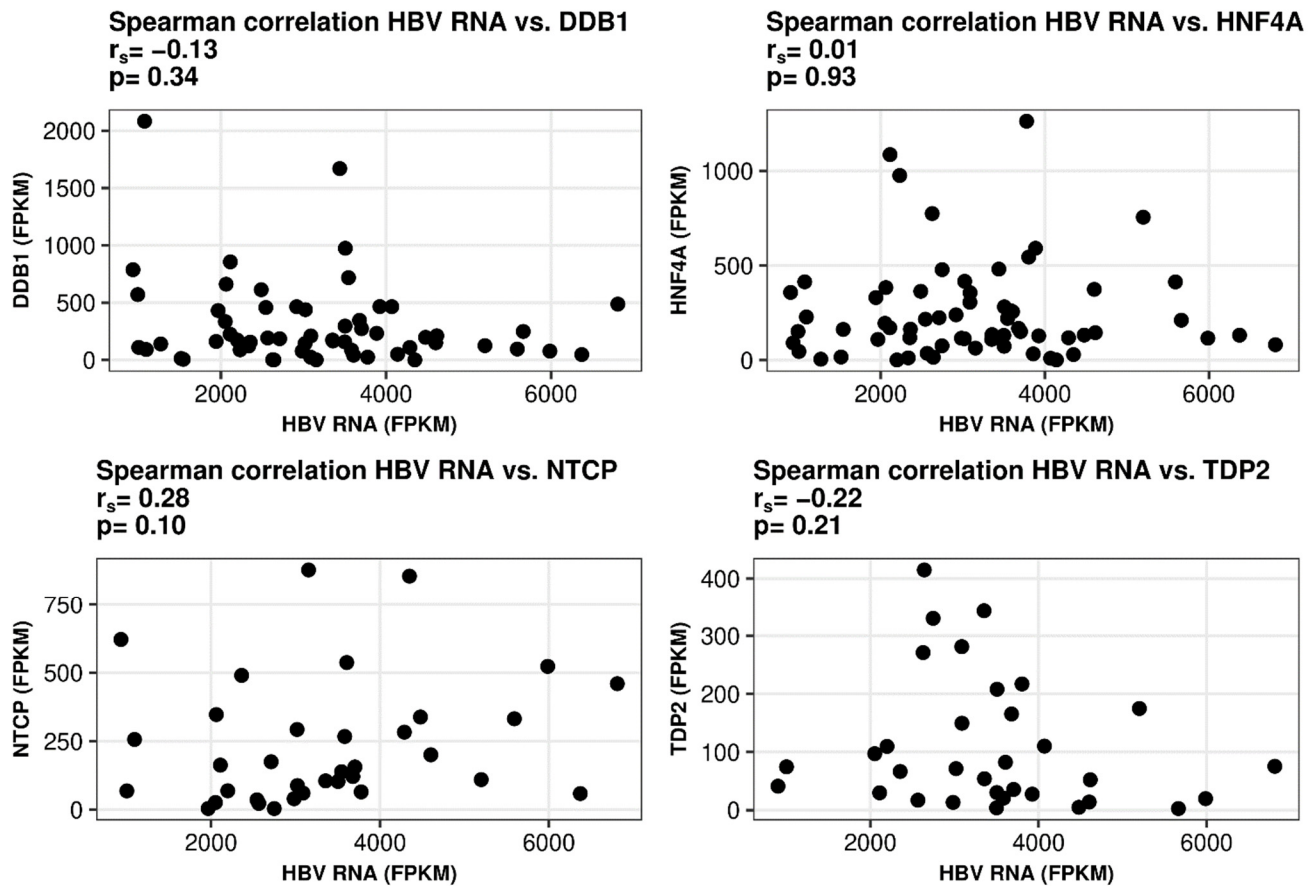 Spearman correlation HBV RNA vs. DDB1
rs= −0.13
p= 0.34
2000
1500
1000
500
0
DDB1 (FPKM)
2000 4000 6000
HBV RNA (FPKM)
Spearman correlation HBV RNA vs. HNF4A
rs= 0.01
p= 0.93
1000
500
0
HNF4A (FPKM)
2000 4000 6000
HBV RNA (FPKM)
Spearman correlation HBV RNA vs. NTCP
rs= 0.28
p= 0.10
750
500
250
0
NTCP (FPKM)
2000 4000 6000
HBV RNA (FPKM)
Spearman correlation HBV RNA vs. TDP2
rs= −0.22
p= 0.21
400
300
200
100
0
TDP2 (FPKM)
2000 4000 6000
HBV RNA (FPKM)